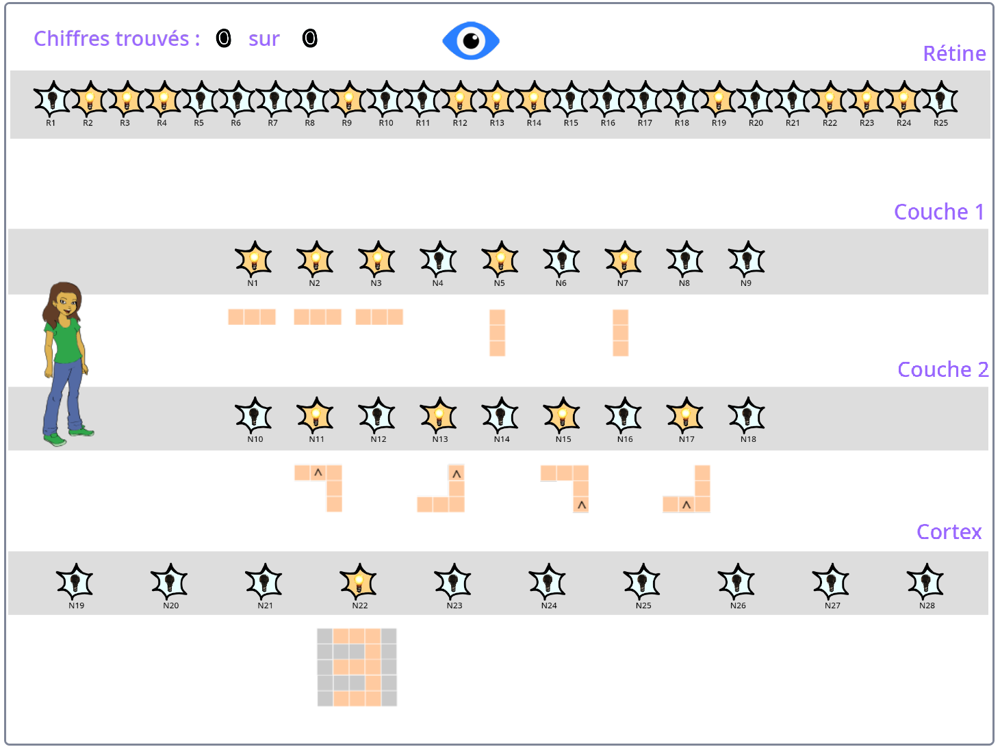 Chiffres trouvés : 0 sur 0
Rétine
R1 R2 R3 R4 R5 R6 R7 R8 R9 R10 R11 R12 R13 R14 R15 R16 R17 R18 R19 R20 R21 R22 R23 R24 R25
Couche 1
N1 N2 N3 N4 N5 N6 N7 N8 N9
Couche 2
N10 N11 N12 N13 N14 N15 N16 N17 N18
^ ^
^ ^
Cortex
N19 N20 N21 N22 N23 N24 N25 N26 N27 N28